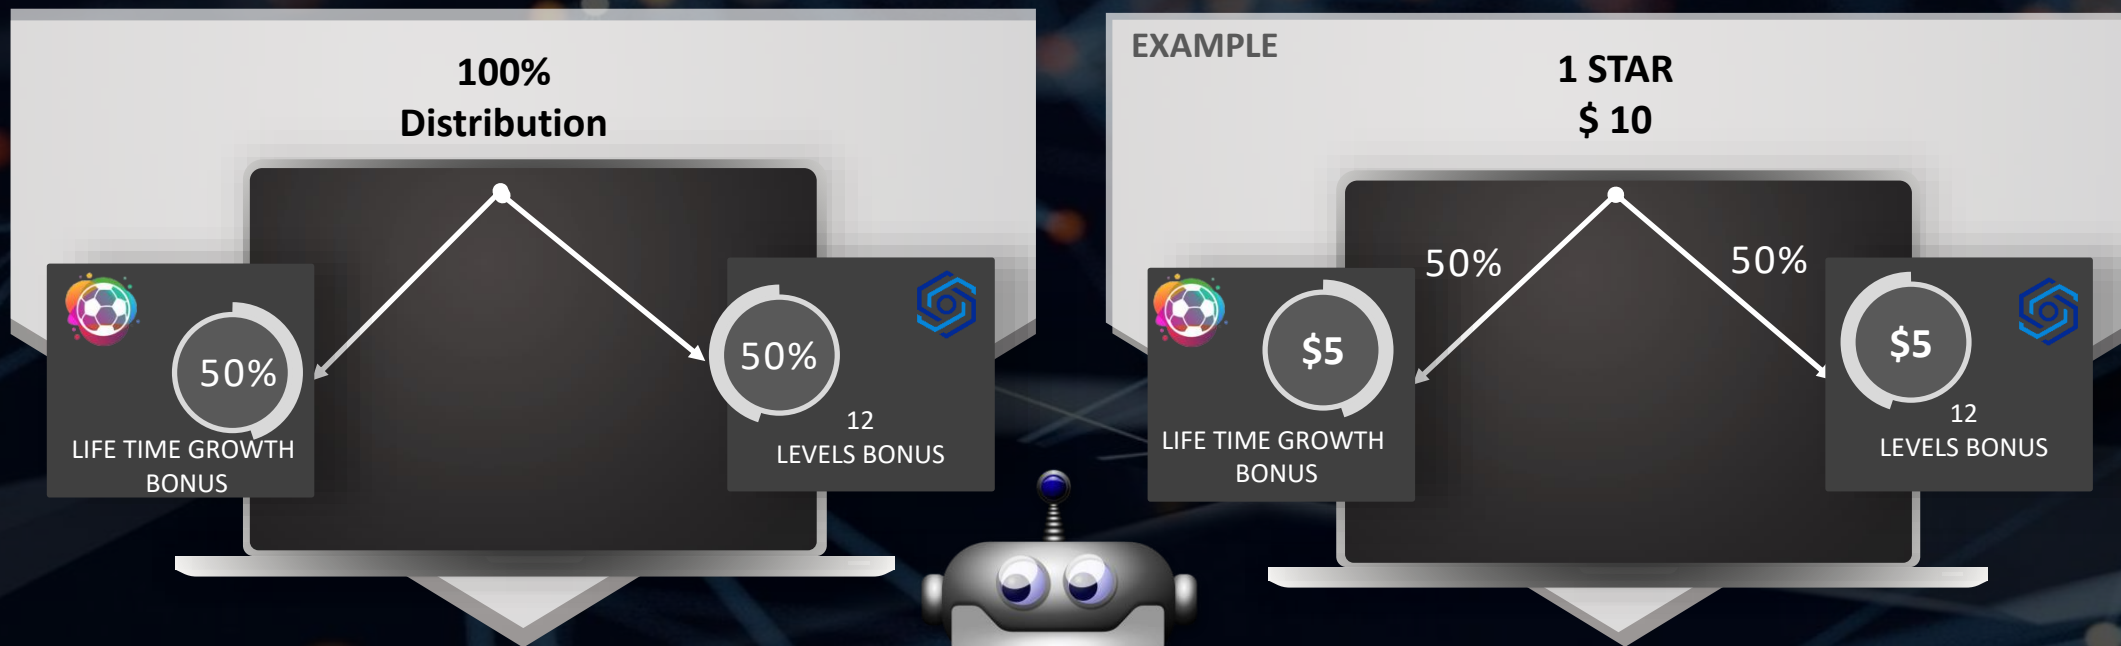 100%
Distribution
50%
LIFE TIME GROWTH
BONUS
50%
12
LEVELS BONUS
EXAMPLE
1 STAR
$ 10
50%
50%
$5
LIFE TIME GROWTH
BONUS
$5
12
LEVELS BONUS